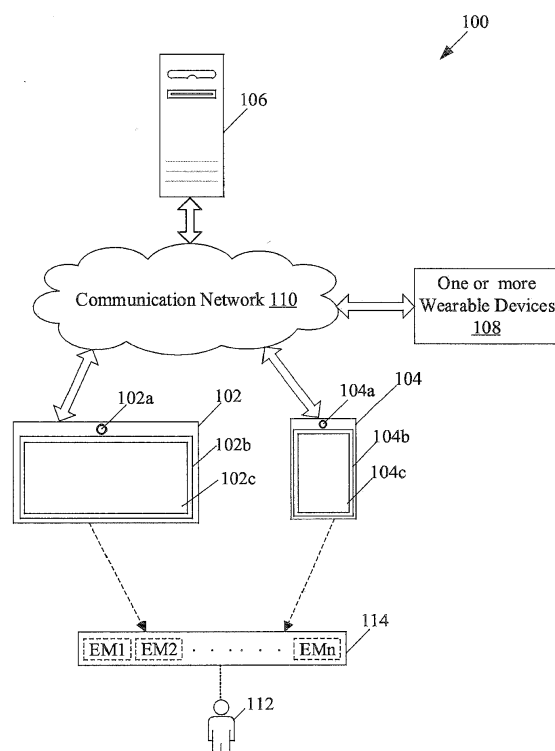 100
106
Communication Network 110
One or more
Wearable Devices
108
102a
102
102b
102c
104a
104
104b
104c
114
EM1 EM2 . . . . . . EMn
112